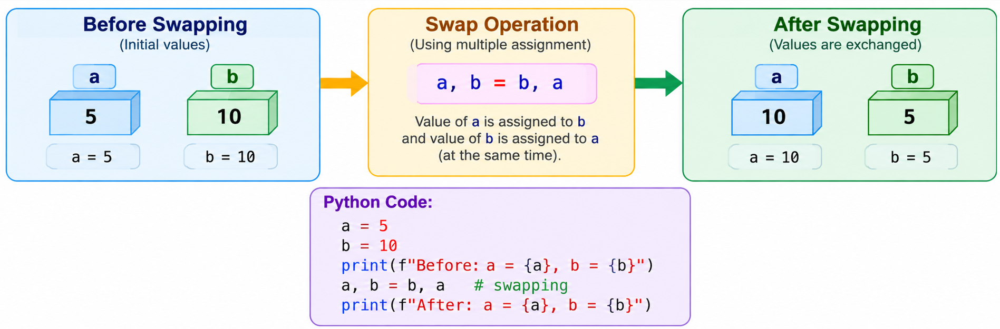 Before Swapping
(Initial values)
a
b
5
10
a = 5
b = 10
Swap Operation
(Using multiple assignment)
a, b = b, a
Value of a is assigned to b
and value of b is assigned to a
(at the same time).
After Swapping
(Values are exchanged)
a
b
10
5
a = 10
b = 5
Python Code:
a = 5
b = 10
print(f"Before: a = {a}, b = {b}")
a, b = b, a   # swapping
print(f"After: a = {a}, b = {b}")